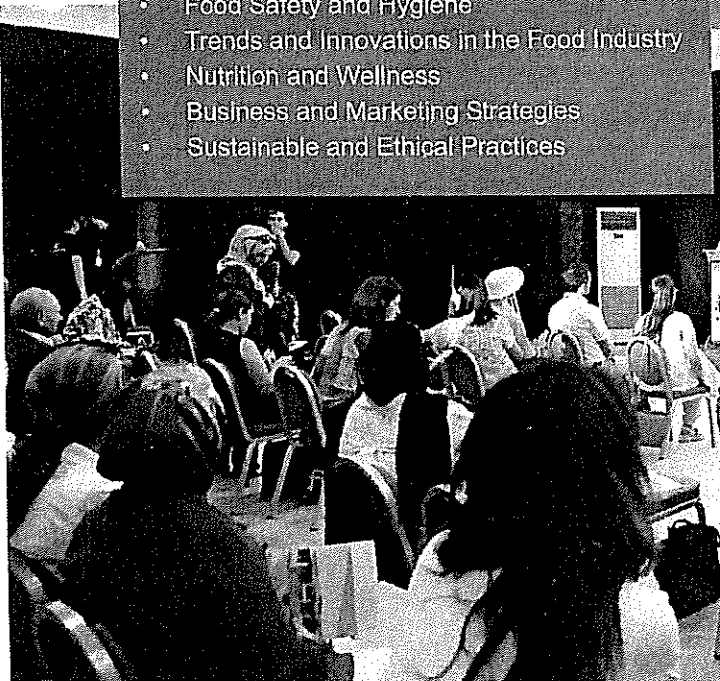 • Food Safety and Hygiene
• Trends and Innovations in the Food Industry
• Nutrition and Wellness
• Business and Marketing Strategies
• Sustainable and Ethical Practices